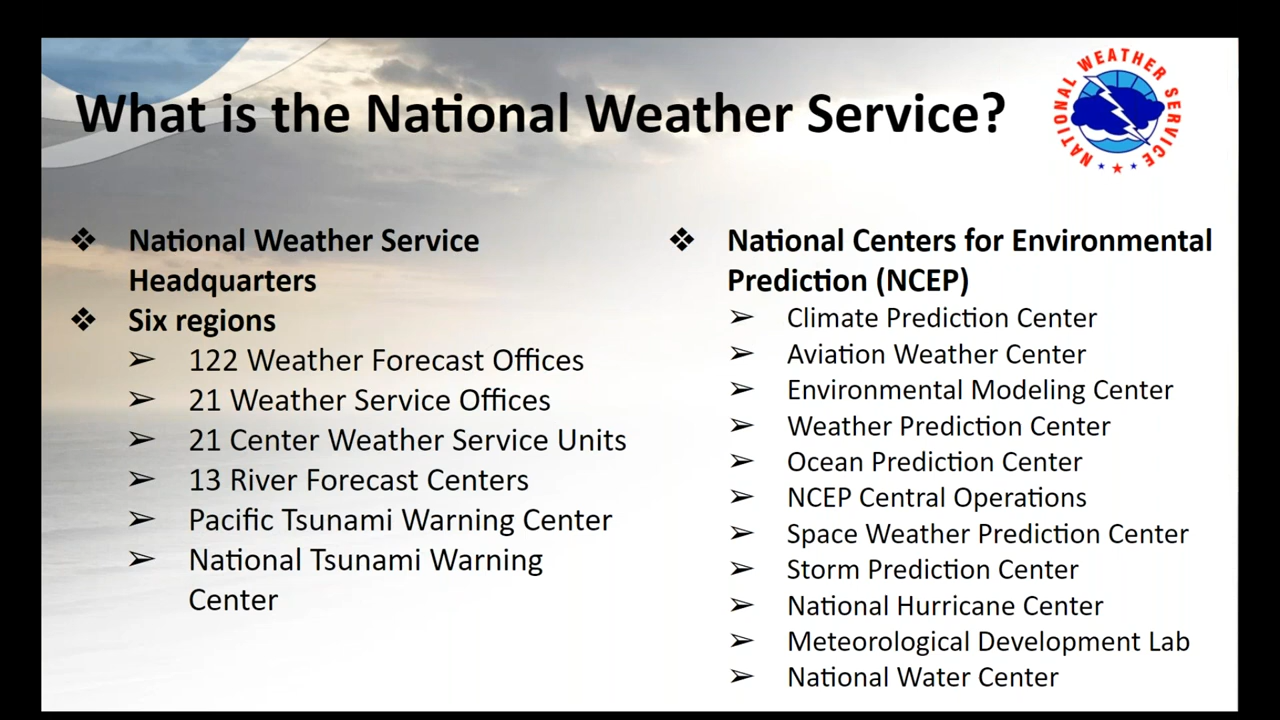 What is the National Weather Service?
NATIONAL WEATHER SERVICE
❖ National Weather Service
Headquarters
❖ Six regions
➢ 122 Weather Forecast Offices
➢ 21 Weather Service Offices
➢ 21 Center Weather Service Units
➢ 13 River Forecast Centers
➢ Pacific Tsunami Warning Center
➢ National Tsunami Warning
Center
❖ National Centers for Environmental
Prediction (NCEP)
➢ Climate Prediction Center
➢ Aviation Weather Center
➢ Environmental Modeling Center
➢ Weather Prediction Center
➢ Ocean Prediction Center
➢ NCEP Central Operations
➢ Space Weather Prediction Center
➢ Storm Prediction Center
➢ National Hurricane Center
➢ Meteorological Development Lab
➢ National Water Center